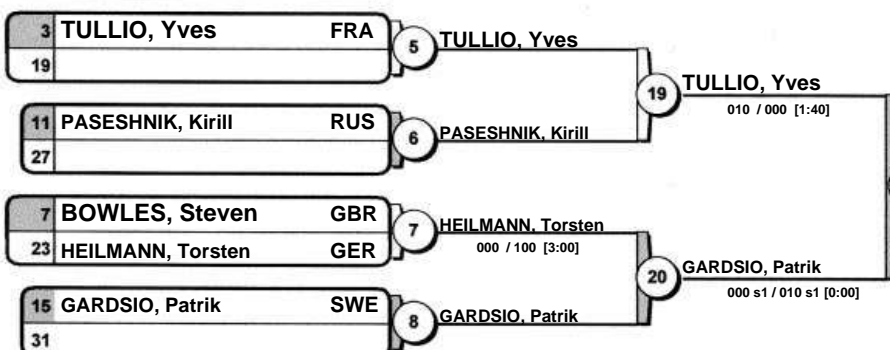 3 TULLIO, Yves FRA
19
5 TULLIO, Yves
11 PASESHNIK, Kirill RUS
27
6 PASESHNIK, Kirill
19 TULLIO, Yves
010 / 000 [1:40]
7 BOWLES, Steven GBR
23 HEILMANN, Torsten GER
7 HEILMANN, Torsten
000 / 100 [3:00]
15 GARDSIO, Patrik SWE
31
8 GARDSIO, Patrik
20 GARDSIO, Patrik
000 s1 / 010 s1 [0:00]